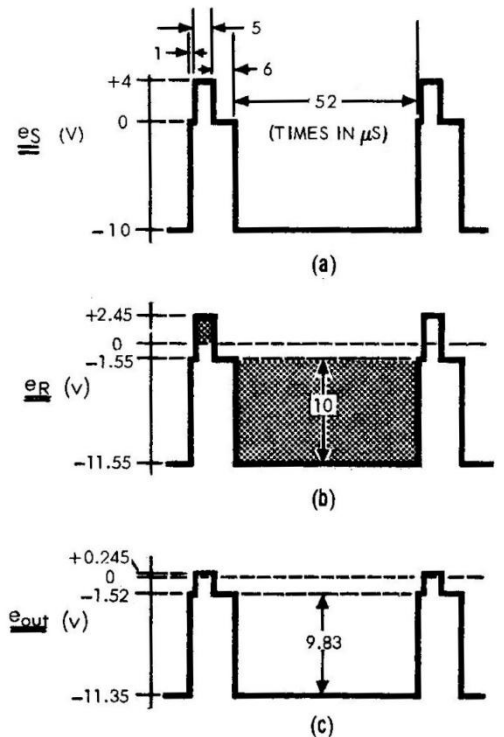 5
1
6
+4
52
0
e_S (V)
(TIMES IN μS)
-10
(a)
+2.45
0
-1.55
e_R (v)
10
-11.55
(b)
+0.245
0
-1.52
e_out (v)
9.83
-11.35
(c)